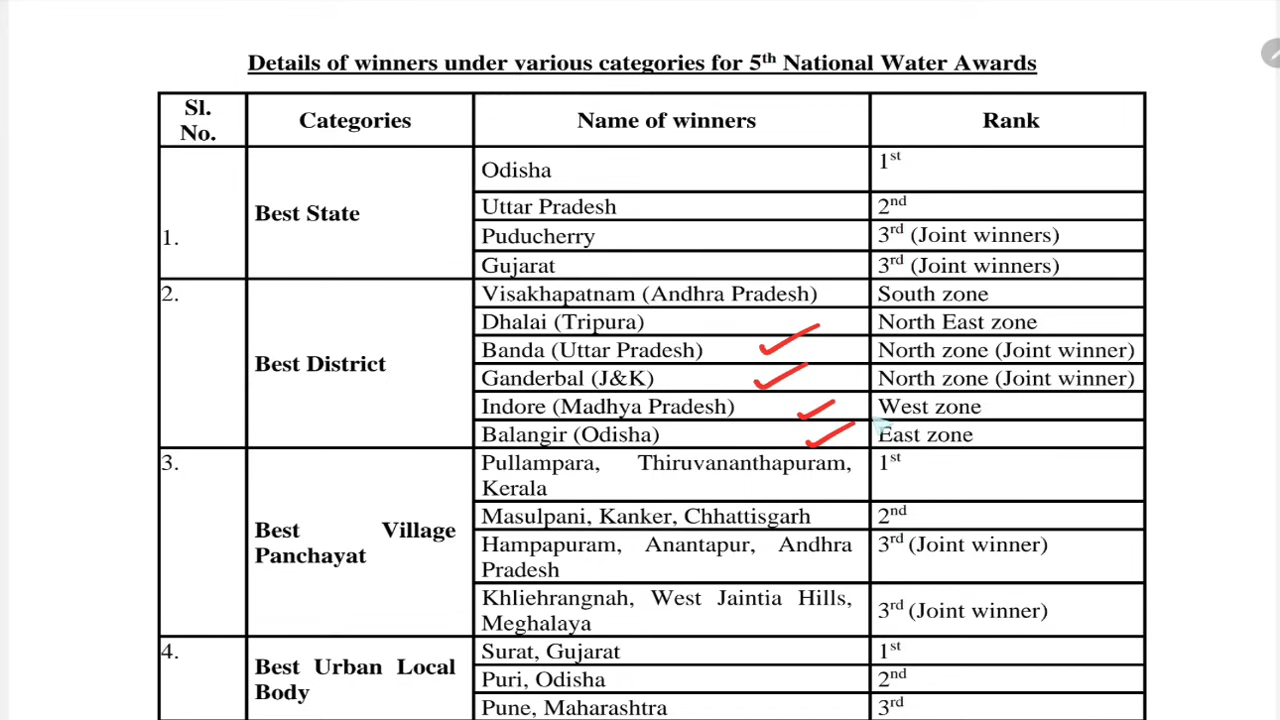 Details of winners under various categories for 5th National Water Awards
Sl. No. Categories Name of winners Rank
1. Best State Odisha 1st
Uttar Pradesh 2nd
Puducherry 3rd (Joint winners)
Gujarat 3rd (Joint winners)
2. Best District Visakhapatnam (Andhra Pradesh) South zone
Dhalai (Tripura) North East zone
Banda (Uttar Pradesh) North zone (Joint winner)
Ganderbal (J&K) North zone (Joint winner)
Indore (Madhya Pradesh) West zone
Balangir (Odisha) East zone
3. Best Village Panchayat Pullampara, Thiruvananthapuram, Kerala 1st
Masulpani, Kanker, Chhattisgarh 2nd
Hampapuram, Anantapur, Andhra Pradesh 3rd (Joint winner)
Khliehrangnah, West Jaintia Hills, Meghalaya 3rd (Joint winner)
4. Best Urban Local Body Surat, Gujarat 1st
Puri, Odisha 2nd
Pune, Maharashtra 3rd